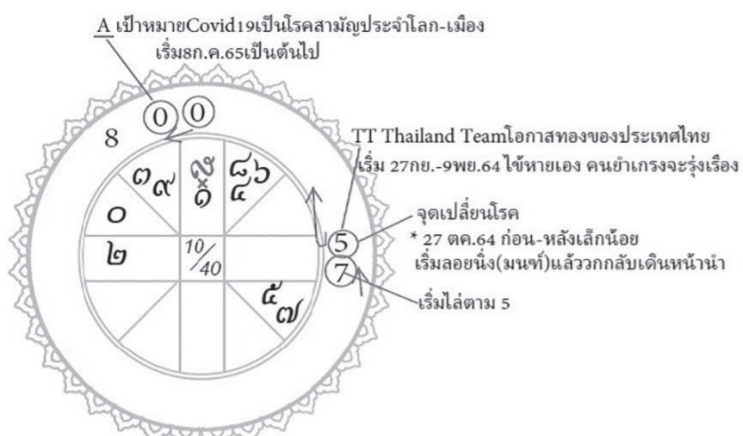 A เป้าหมายCovid19เป็นโรคสามัญประจำโลก-เมือง
เริ่ม8ก.ค.65เป็นต้นไป
0 0
8
TT Thailand Teamโอกาสทองของประเทศไทย
เริ่ม 27กย.-9พย.64 ไข้หายเอง คนยำเกรงจะรุ่งเรือง
๓ ๙
ล
๑
๘ ๖
๔
๐
จุดเปลี่ยนโรค
5
* 27 ตค.64 ก่อน-หลังเล็กน้อย
เริ่มลอยนิ่ง(มนฑ์)แล้ววกกลับเดินหน้านำ
๒
10/40
7
เริ่มไล่ตาม 5
๕
๗